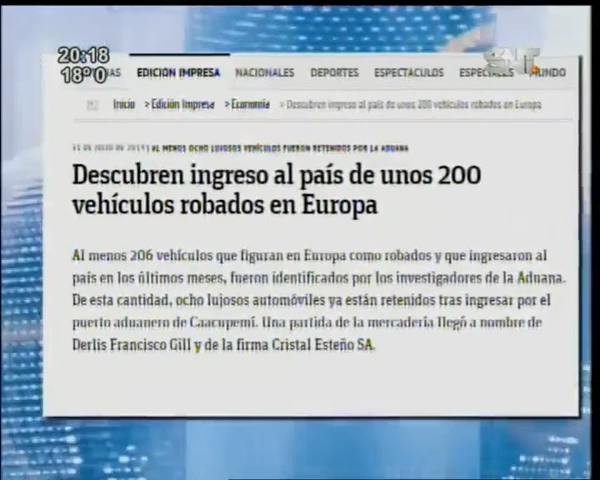 20:18
18°0
AS EDICIÓN IMPRESA NACIONALES DEPORTES ESPECTÁCULOS MUNDO
SNT
Inicio > Edición Impresa > Economía > Descubren ingreso al país de unos 200 vehículos robados en Europa
AL MENOS OCHO LUJOSOS VEHÍCULOS FUERON RETENIDOS POR LA ADUANA
Descubren ingreso al país de unos 200
vehículos robados en Europa
Al menos 206 vehículos que figuran en Europa como robados y que ingresaron al
país en los últimos meses, fueron identificados por los investigadores de la Aduana.
De esta cantidad, ocho lujosos automóviles ya están retenidos tras ingresar por el
puerto aduanero de Caacupemí. Una partida de la mercadería llegó a nombre de
Derlis Francisco Gill y de la firma Cristal Esteño SA.